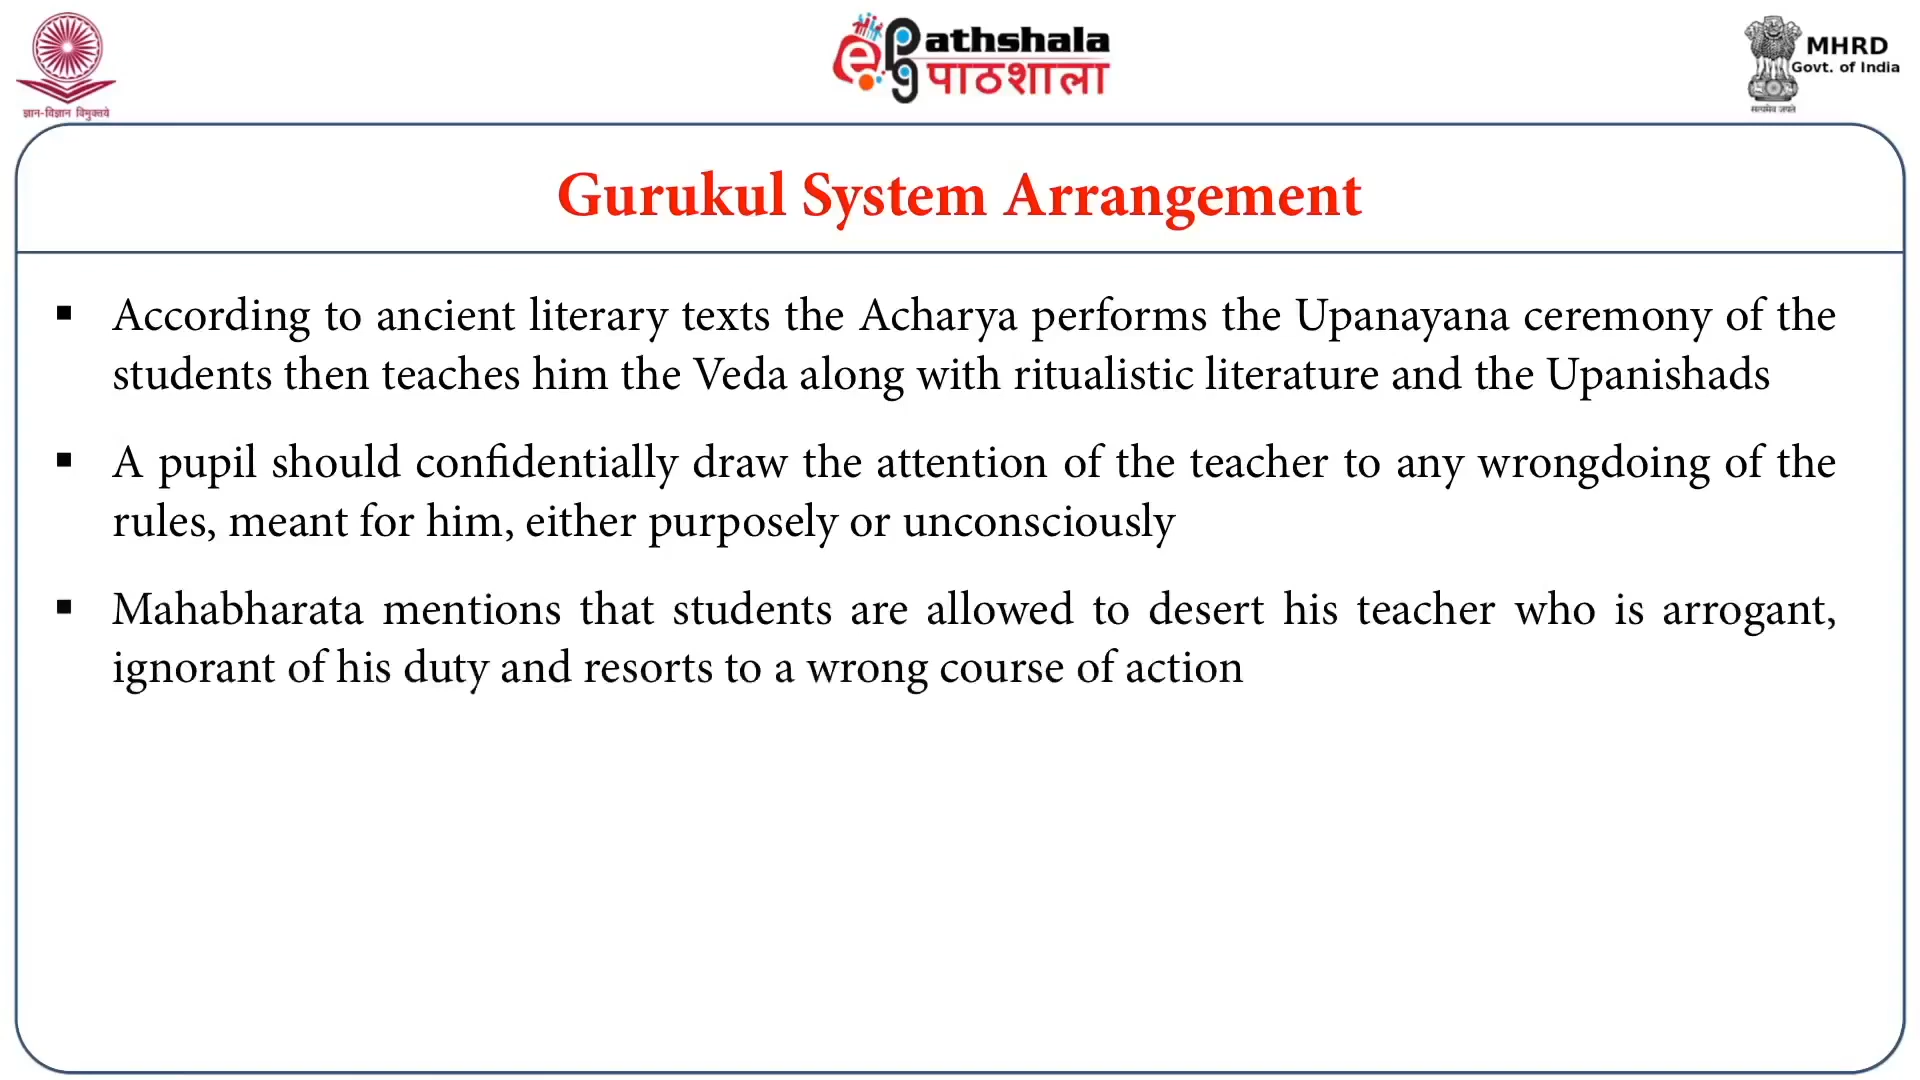 ज्ञान-विज्ञान विमुक्तये
ePathshala
पाठशाला
MHRD
Govt. of India
सत्यमेव जयते
Gurukul System Arrangement
▪ According to ancient literary texts the Acharya performs the Upanayana ceremony of the
students then teaches him the Veda along with ritualistic literature and the Upanishads
▪ A pupil should confidentially draw the attention of the teacher to any wrongdoing of the
rules, meant for him, either purposely or unconsciously
▪ Mahabharata mentions that students are allowed to desert his teacher who is arrogant,
ignorant of his duty and resorts to a wrong course of action